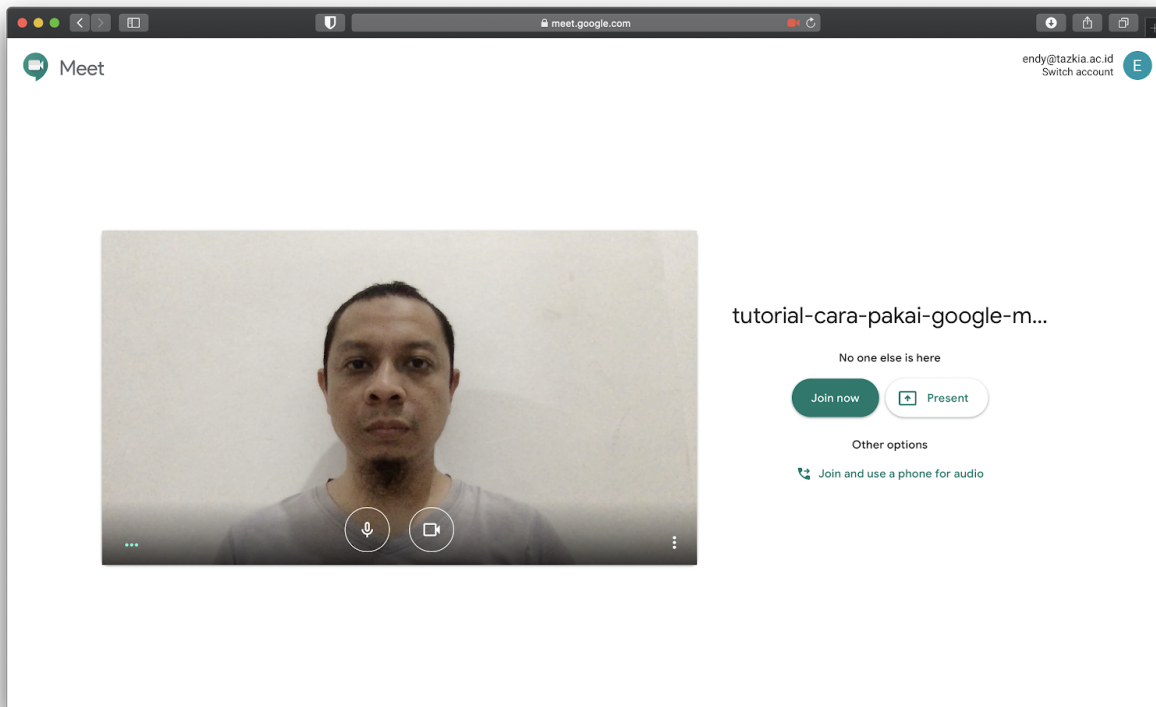 meet.google.com
Meet
endy@tazkia.ac.id
Switch account
E
tutorial-cara-pakai-google-m...
No one else is here
Join now
Present
Other options
Join and use a phone for audio